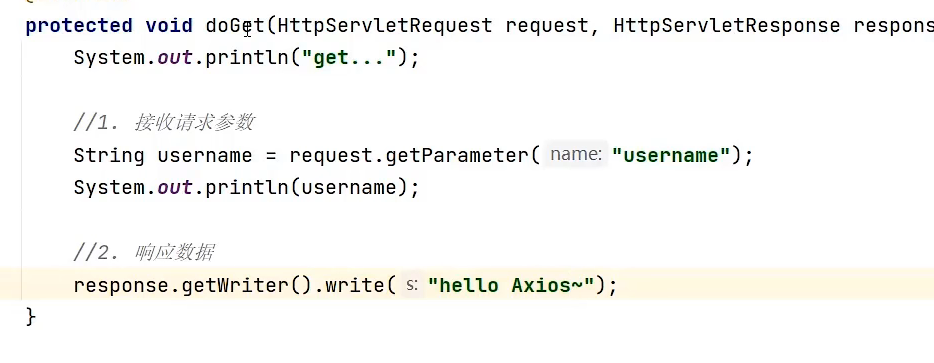 protected void doGet(HttpServletRequest request, HttpServletResponse respons
System.out.println("get...");
//1. 接收请求参数
String username = request.getParameter( name: "username");
System.out.println(username);
//2. 响应数据
response.getWriter().write( s: "hello Axios~");
}